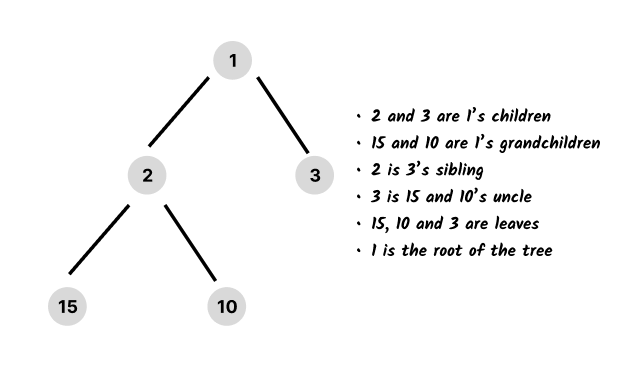 1
2
3
15
10
· 2 and 3 are 1's children
· 15 and 10 are 1's grandchildren
· 2 is 3's sibling
· 3 is 15 and 10's uncle
· 15, 10 and 3 are leaves
· 1 is the root of the tree